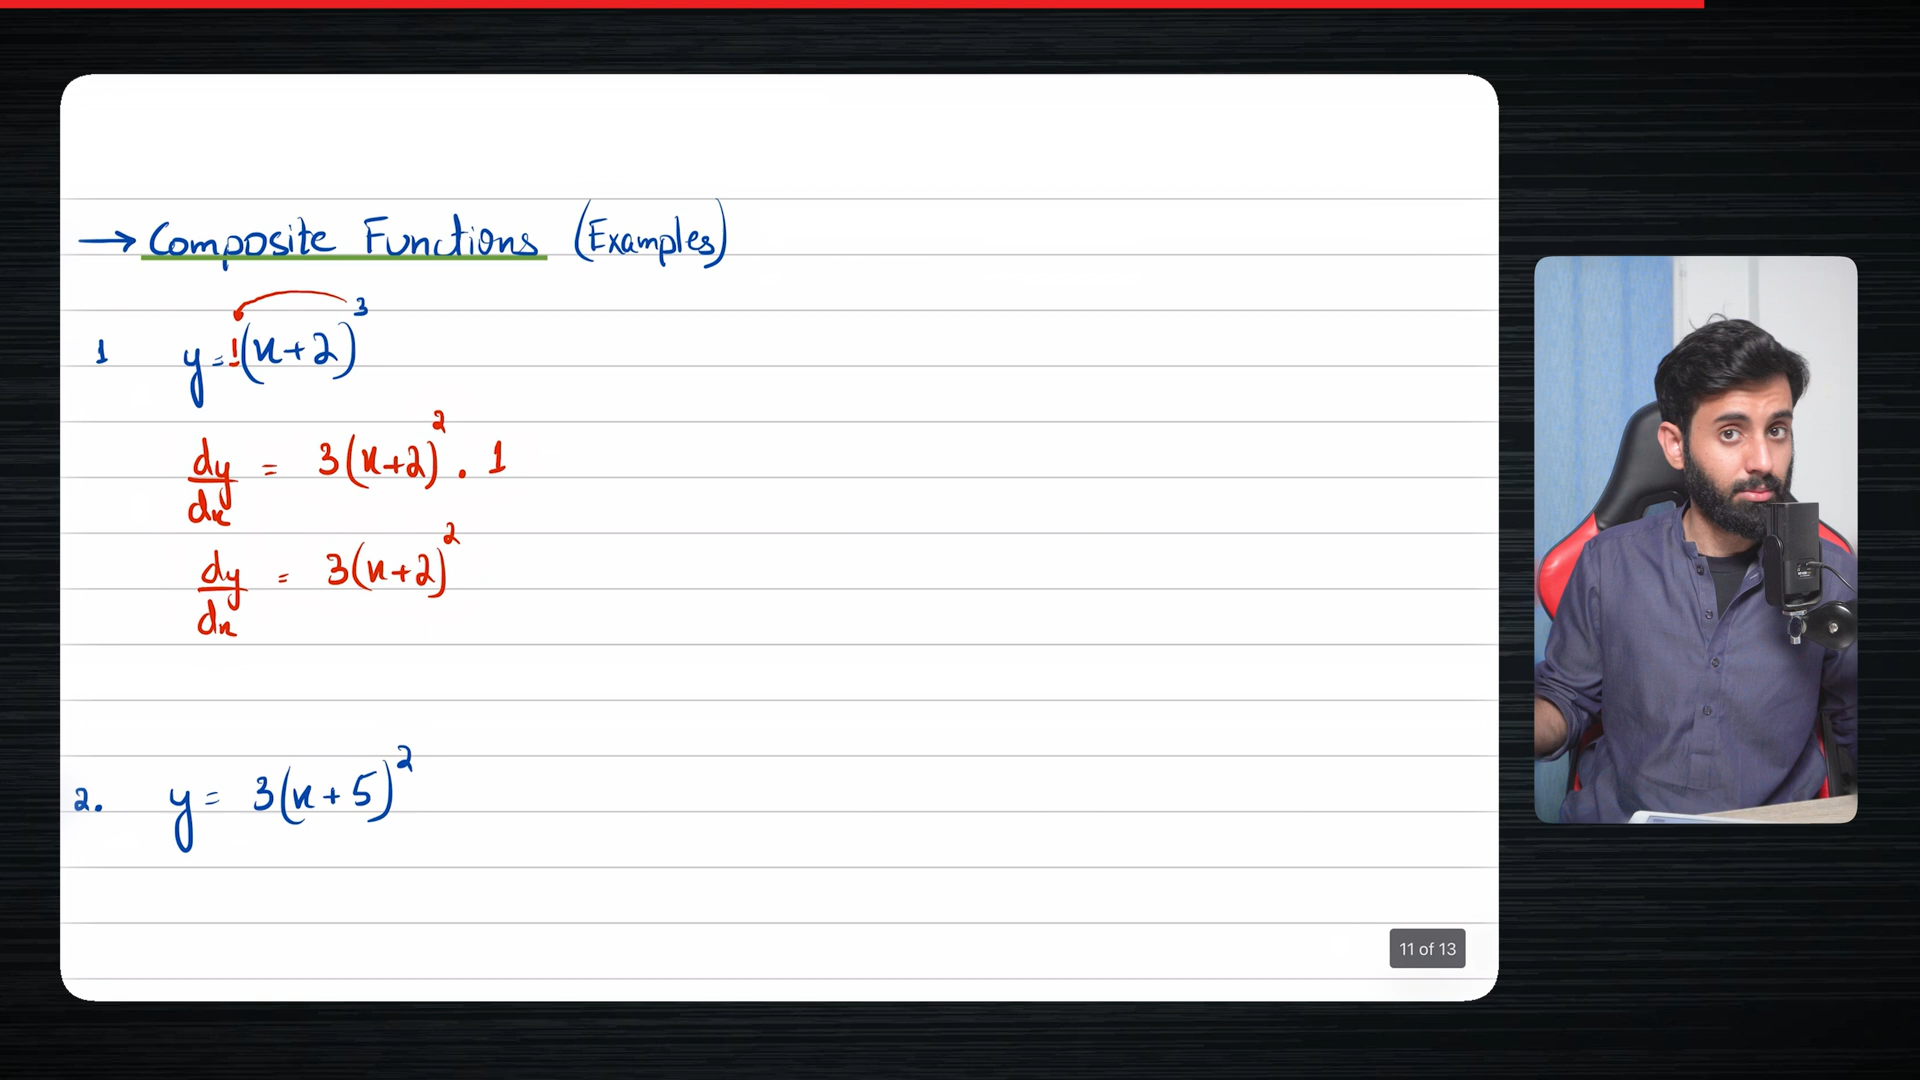 → Composite Functions (Examples)
1 y = 1(x+2)³
dy/dx = 3(x+2)² . 1
dy/dx = 3(x+2)²
2. y = 3(x+5)²
11 of 13